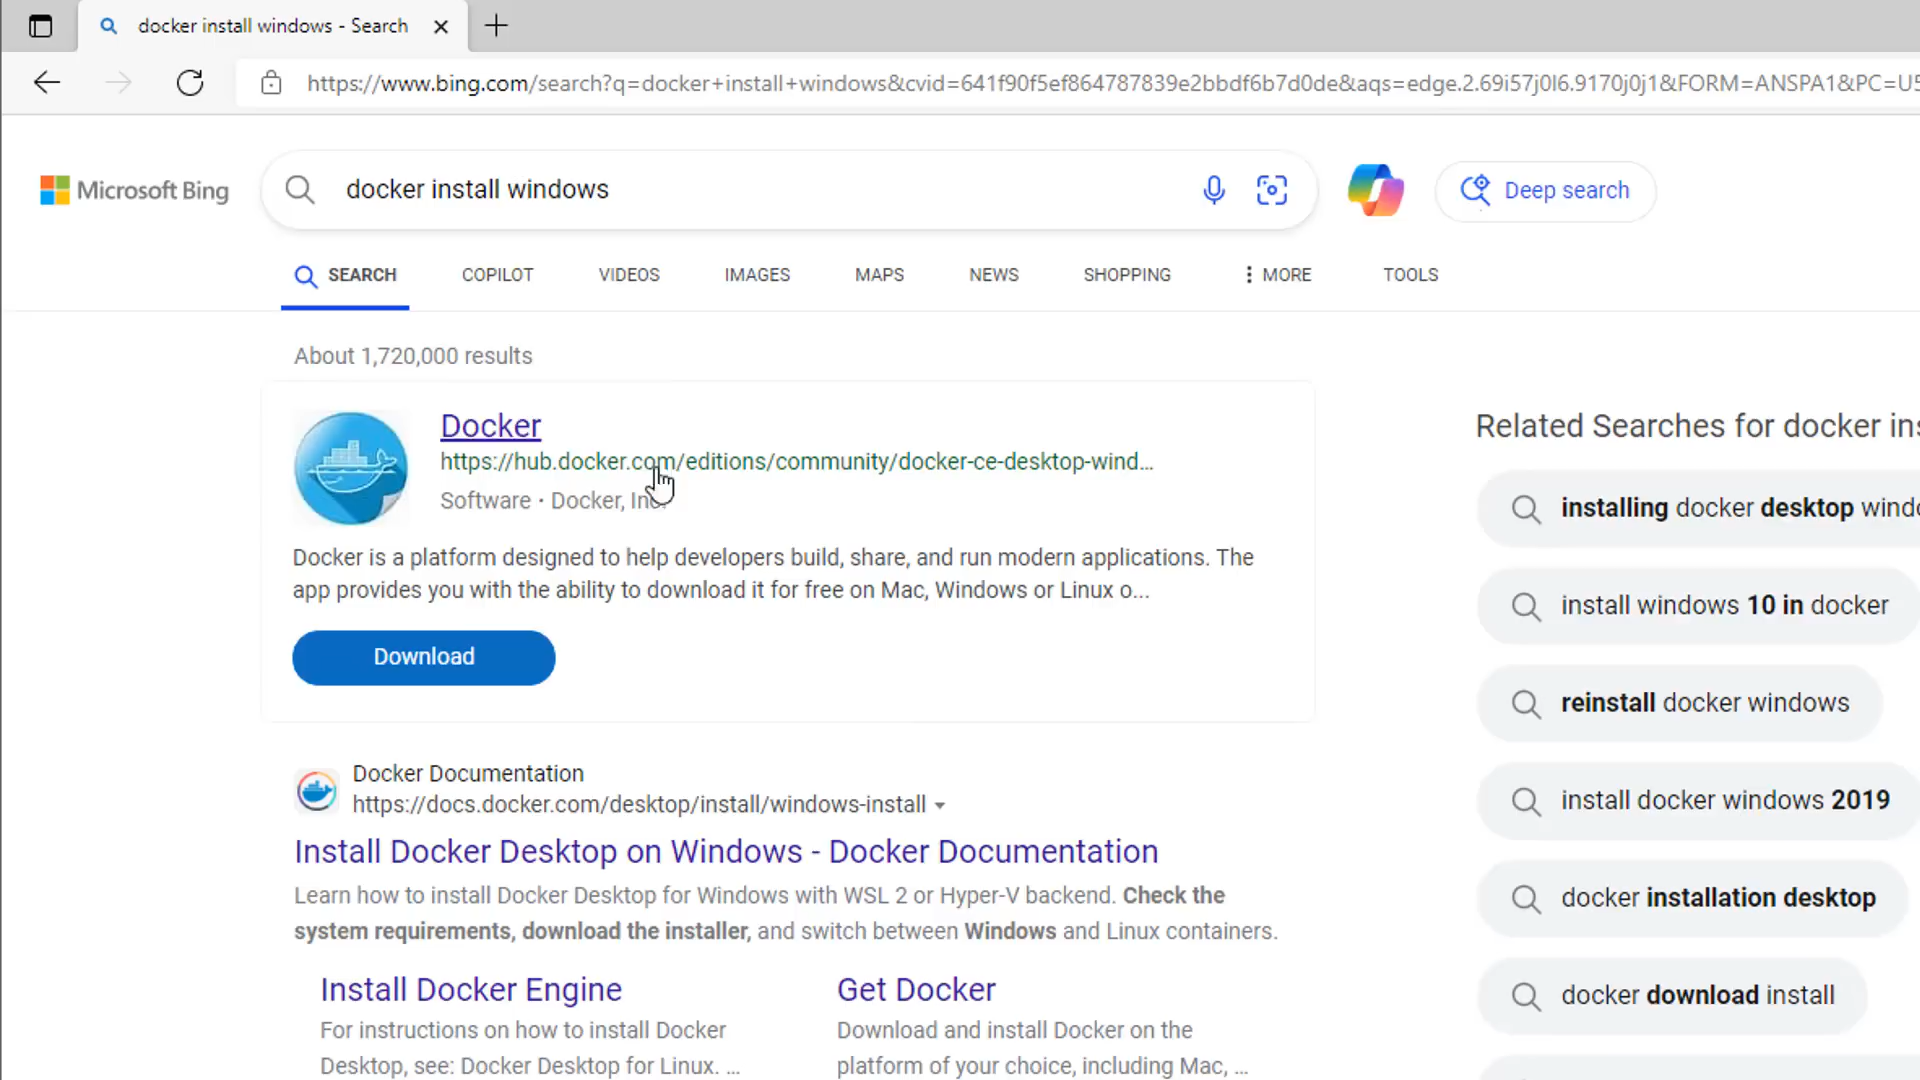 docker install windows - Search
https://www.bing.com/search?q=docker+install+windows&cvid=641f90f5ef864787839e2bbdf6b7d0de&aqs=edge.2.69i57j0l6.9170j0j1&FORM=ANSPA1&PC=U5
Microsoft Bing
docker install windows
Deep search
SEARCH COPILOT VIDEOS IMAGES MAPS NEWS SHOPPING MORE TOOLS
About 1,720,000 results
Docker
https://hub.docker.com/editions/community/docker-ce-desktop-wind...
Software · Docker, Inc.
Docker is a platform designed to help developers build, share, and run modern applications. The
app provides you with the ability to download it for free on Mac, Windows or Linux o...
Download
Docker Documentation
https://docs.docker.com/desktop/install/windows-install
Install Docker Desktop on Windows - Docker Documentation
Learn how to install Docker Desktop for Windows with WSL 2 or Hyper-V backend. Check the
system requirements, download the installer, and switch between Windows and Linux containers.
Install Docker Engine
For instructions on how to install Docker
Desktop, see: Docker Desktop for Linux. ...
Get Docker
Download and install Docker on the
platform of your choice, including Mac, ...
Related Searches for docker ins
installing docker desktop windo
install windows 10 in docker
reinstall docker windows
install docker windows 2019
docker installation desktop
docker download install